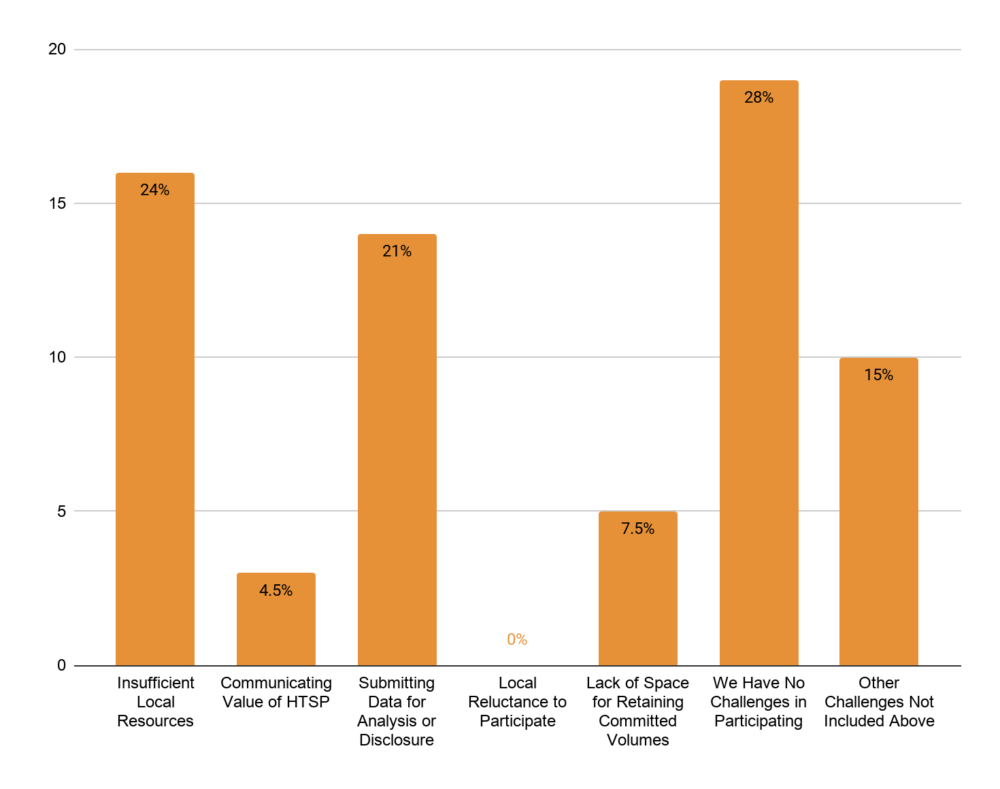 20
15
10
5
0
24%
4.5%
21%
0%
7.5%
28%
15%
Insufficient
Local
Resources
Communicating
Value of HTSP
Submitting
Data for
Analysis or
Disclosure
Local
Reluctance to
Participate
Lack of Space
for Retaining
Committed
Volumes
We Have No
Challenges in
Participating
Other
Challenges Not
Included Above